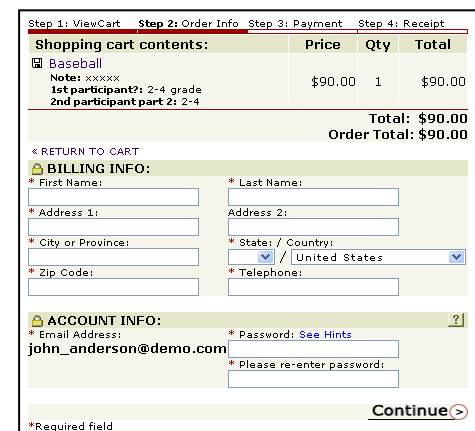 Step 1: ViewCart Step 2: Order Info Step 3: Payment Step 4: Receipt
Shopping cart contents: Price Qty Total
Baseball
Note: xxxxx
1st participant?: 2-4 grade
2nd participant part 2: 2-4
$90.00 1 $90.00
Total: $90.00
Order Total: $90.00
« RETURN TO CART
BILLING INFO:
* First Name: * Last Name:
* Address 1: Address 2:
* City or Province: * State: / Country:
/ United States
* Zip Code: * Telephone:
ACCOUNT INFO: ?
* Email Address: * Password: See Hints
john_anderson@demo.com
* Please re-enter password:
Continue >
*Required field